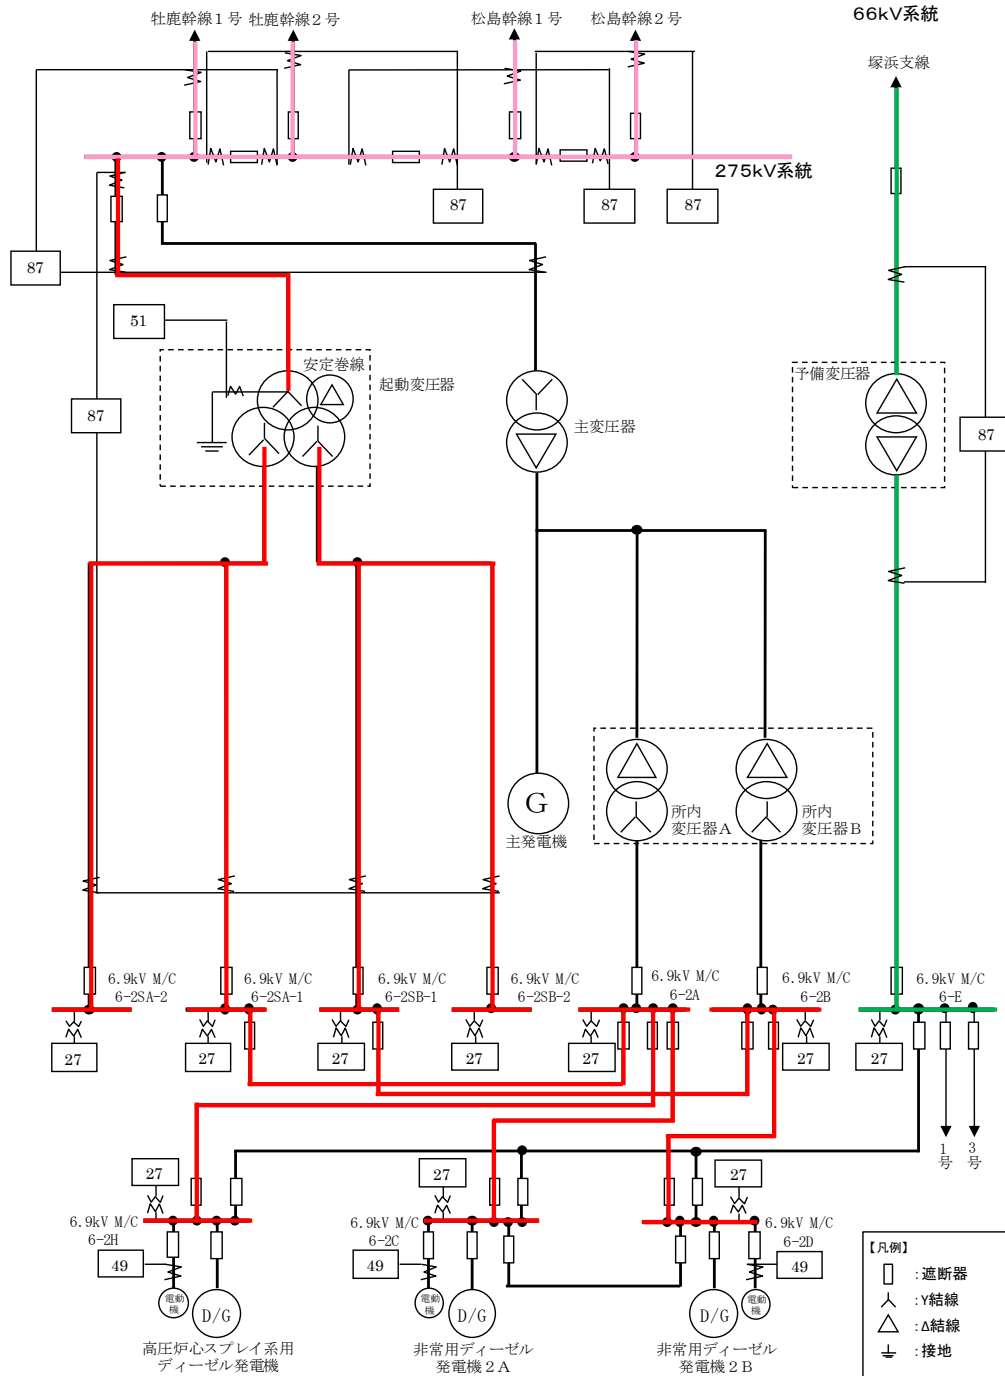 66kV系統
牡鹿幹線1号
牡鹿幹線2号
松島幹線1号
松島幹線2号
塚浜支線
275kV系統
87
87
87
87
51
安定巻線
起動変圧器
予備変圧器
87
主変圧器
87
G
主発電機
所内
変圧器A
所内
変圧器B
6.9kV M/C
6-2SA-2
6.9kV M/C
6-2SA-1
6.9kV M/C
6-2SB-1
6.9kV M/C
6-2SB-2
6.9kV M/C
6-2A
6.9kV M/C
6-2B
6.9kV M/C
6-E
27
27
27
27
27
27
27
1号
3号
27
27
27
6.9kV M/C
6-2H
6.9kV M/C
6-2C
6.9kV M/C
6-2D
49
49
49
電動
機
D/G
電動
機
D/G
D/G
電動
機
高圧炉心スプレイ系用
ディーゼル発電機
非常用ディーゼル
発電機2A
非常用ディーゼル
発電機2B
【凡例】
:遮断器
:Y結線
:Δ結線
:接地